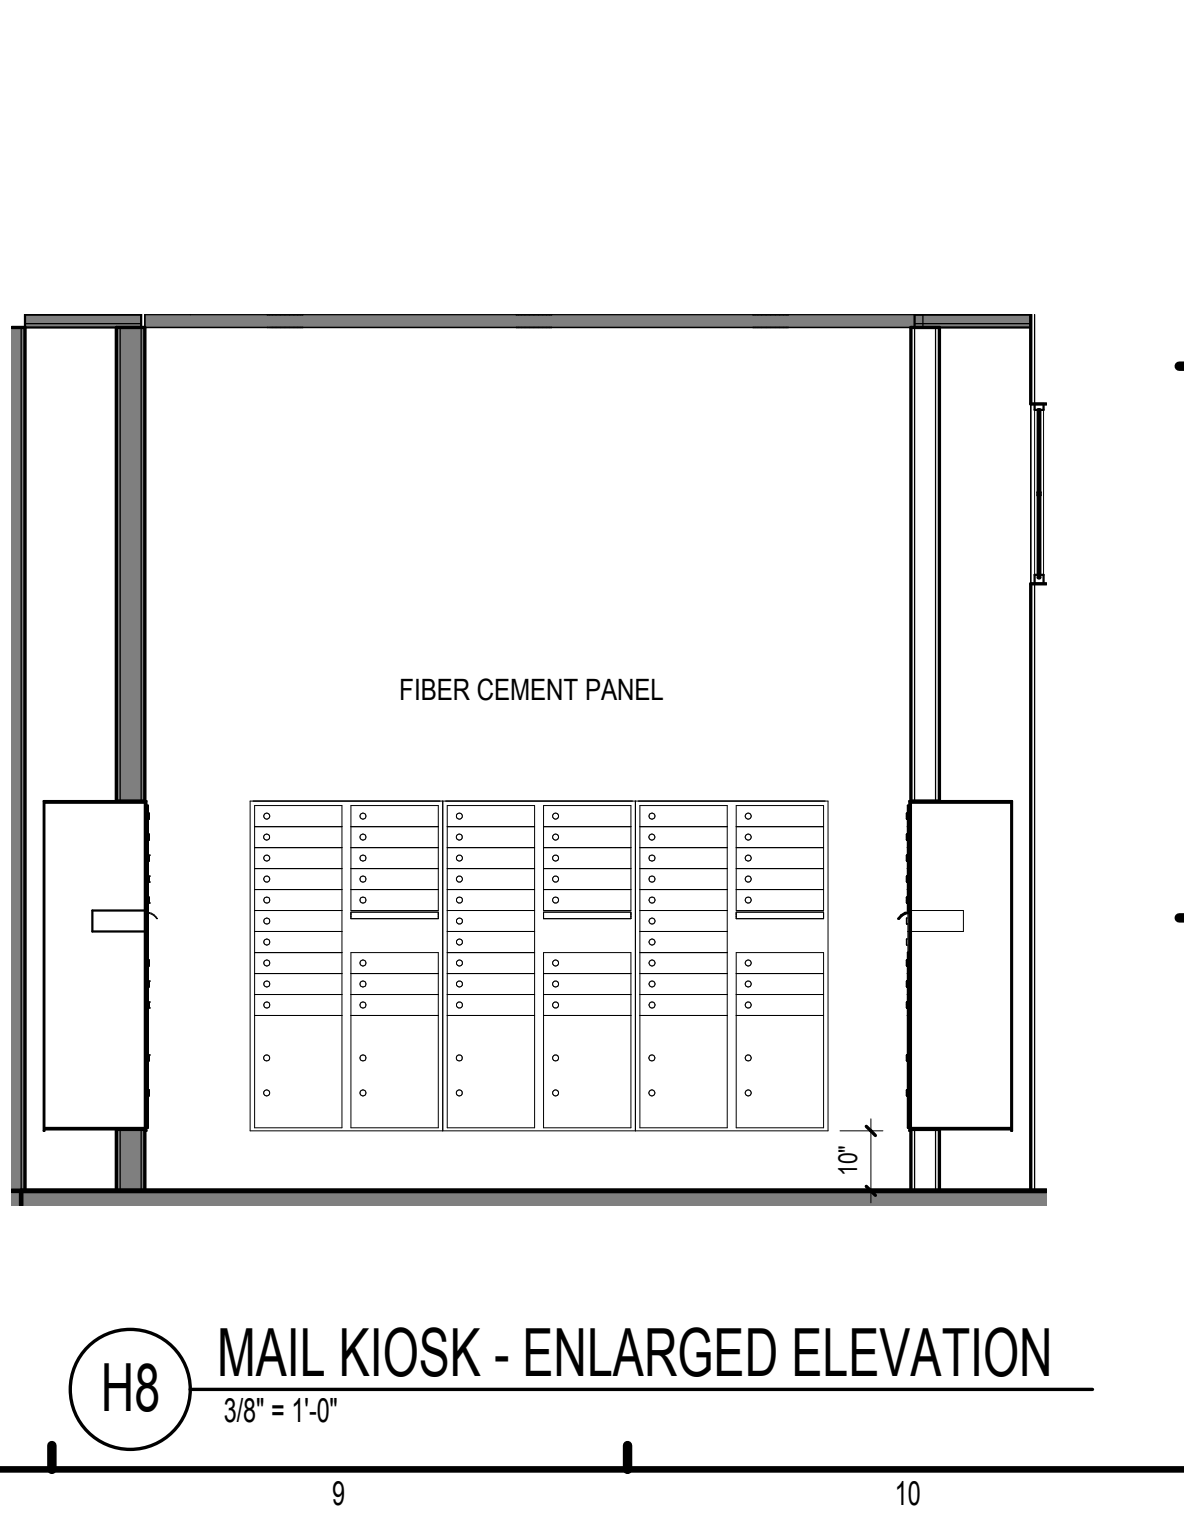 FIBER CEMENT PANEL
10"
H8
MAIL KIOSK - ENLARGED ELEVATION
3/8" = 1'-0"
9
10